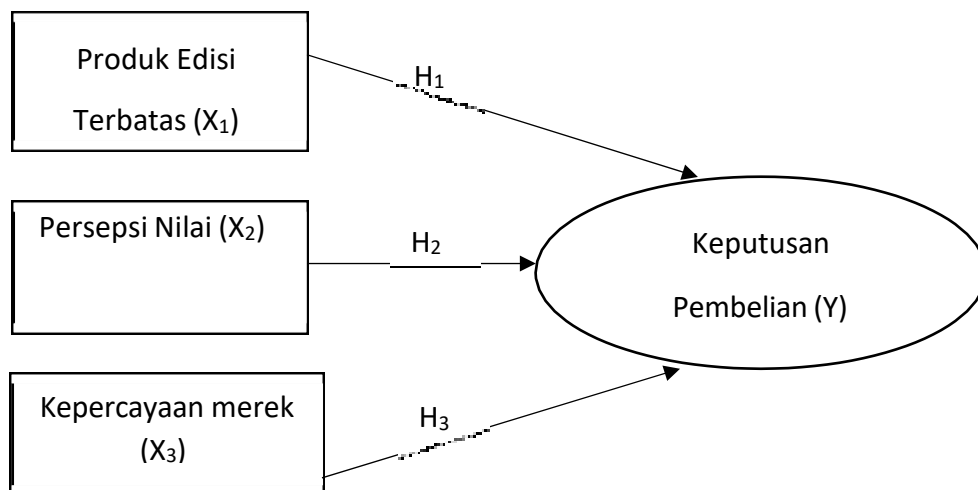 Produk Edisi
Terbatas (X₁)
H₁
Persepsi Nilai (X₂)
H₂
Keputusan
Pembelian (Y)
Kepercayaan merek
(X₃)
H₃